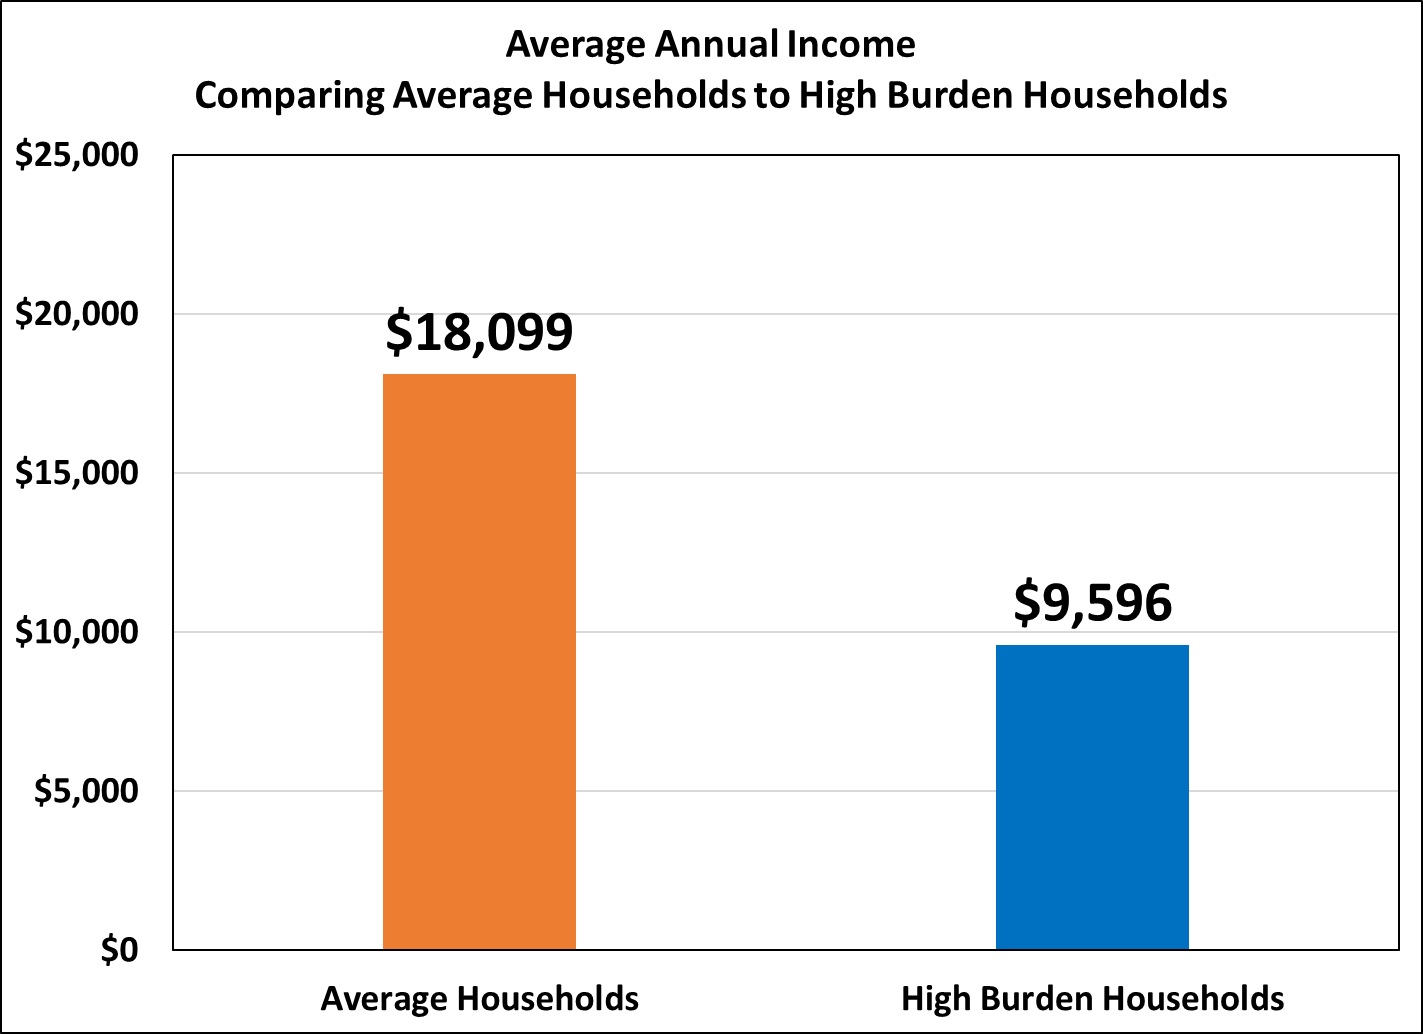 Average Annual Income
Comparing Average Households to High Burden Households
$25,000
$20,000
$18,099
$15,000
$9,596
$10,000
$5,000
$0
Average Households
High Burden Households